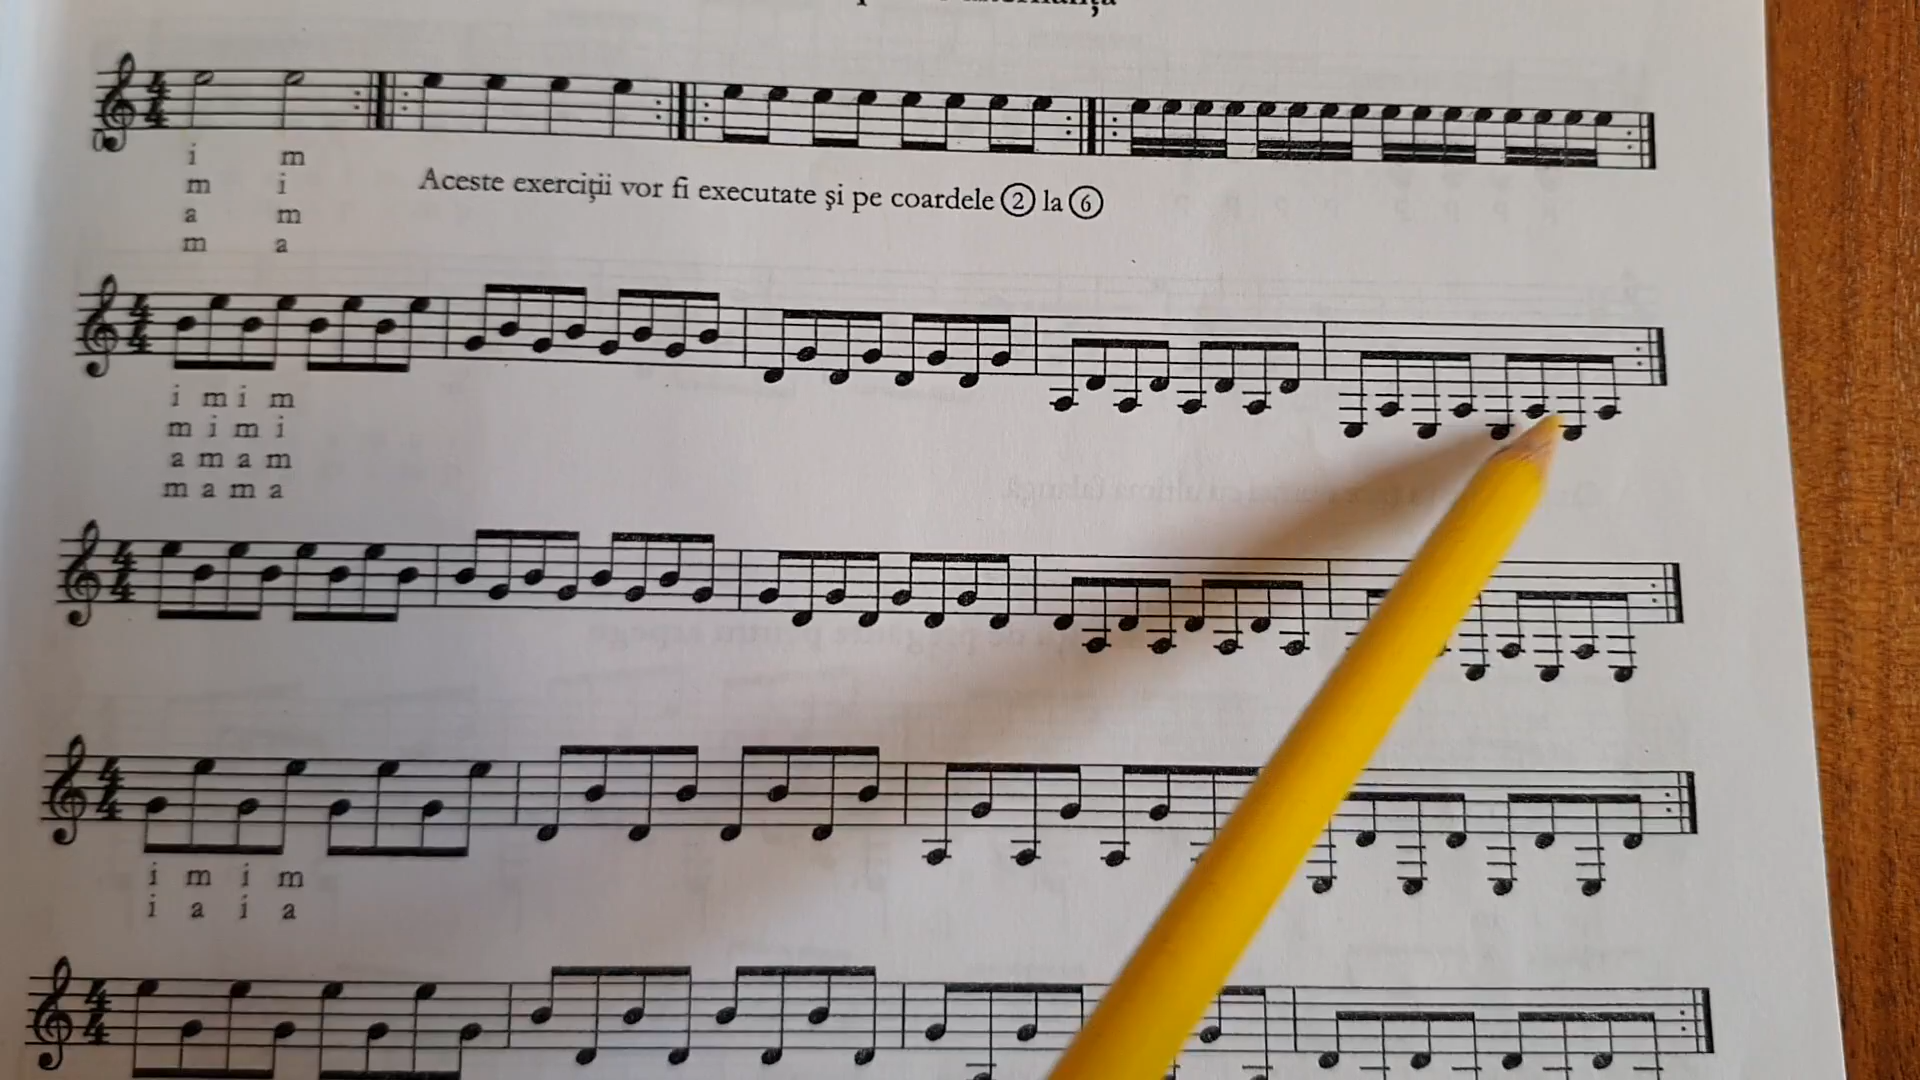 i m
m i
a m
m a
Aceste exerciții vor fi executate și pe coardele ② la ⑥
i m i m
m i m i
a m a m
m a m a
i m i m
i a i a